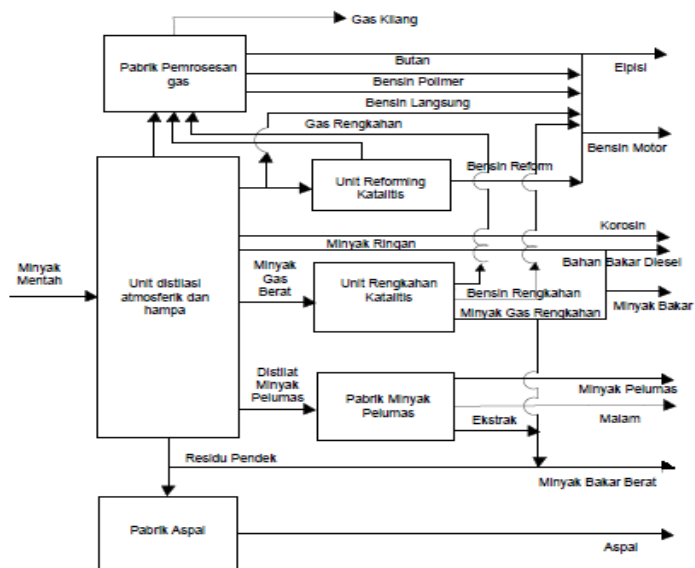 Gas Kilang
Pabrik Pemrosesan
gas
Butan
Elpisi
Bensin Polimer
Bensin Langsung
Gas Rengkahan
Bensin Motor
Unit Reforming
Katalitis
Bensin Reform
Korosin
Minyak Ringan
Bahan Bakar Diesel
Minyak
Mentah
Unit distilasi
atmosferik dan
hampa
Minyak
Gas
Berat
Unit Rengkahan
Katalitis
Bensin Rengkahan
Minyak Gas Rengkahan
Minyak Bakar
Distilat
Minyak
Pelumas
Pabrik Minyak
Pelumas
Minyak Pelumas
Malam
Ekstrak
Residu Pendek
Minyak Bakar Berat
Pabrik Aspal
Aspal